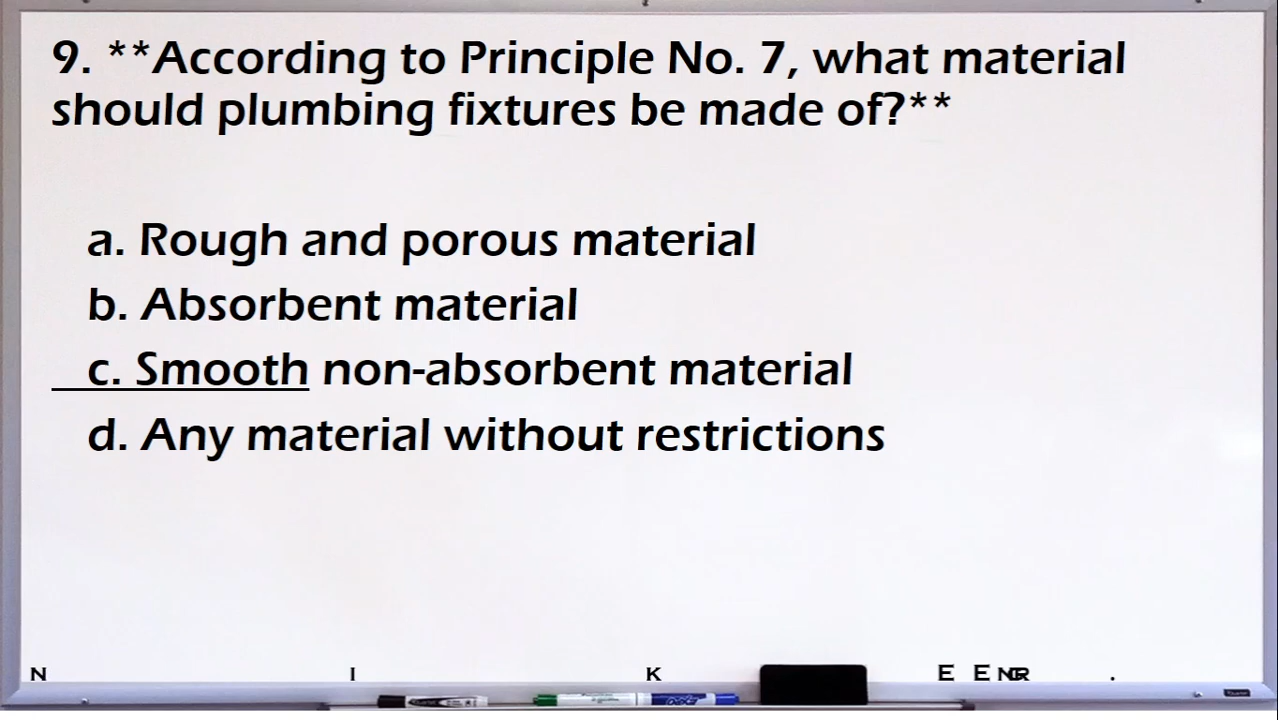 9. **According to Principle No. 7, what material
should plumbing fixtures be made of?**
a. Rough and porous material
b. Absorbent material
c. Smooth non-absorbent material
d. Any material without restrictions
N I K E E